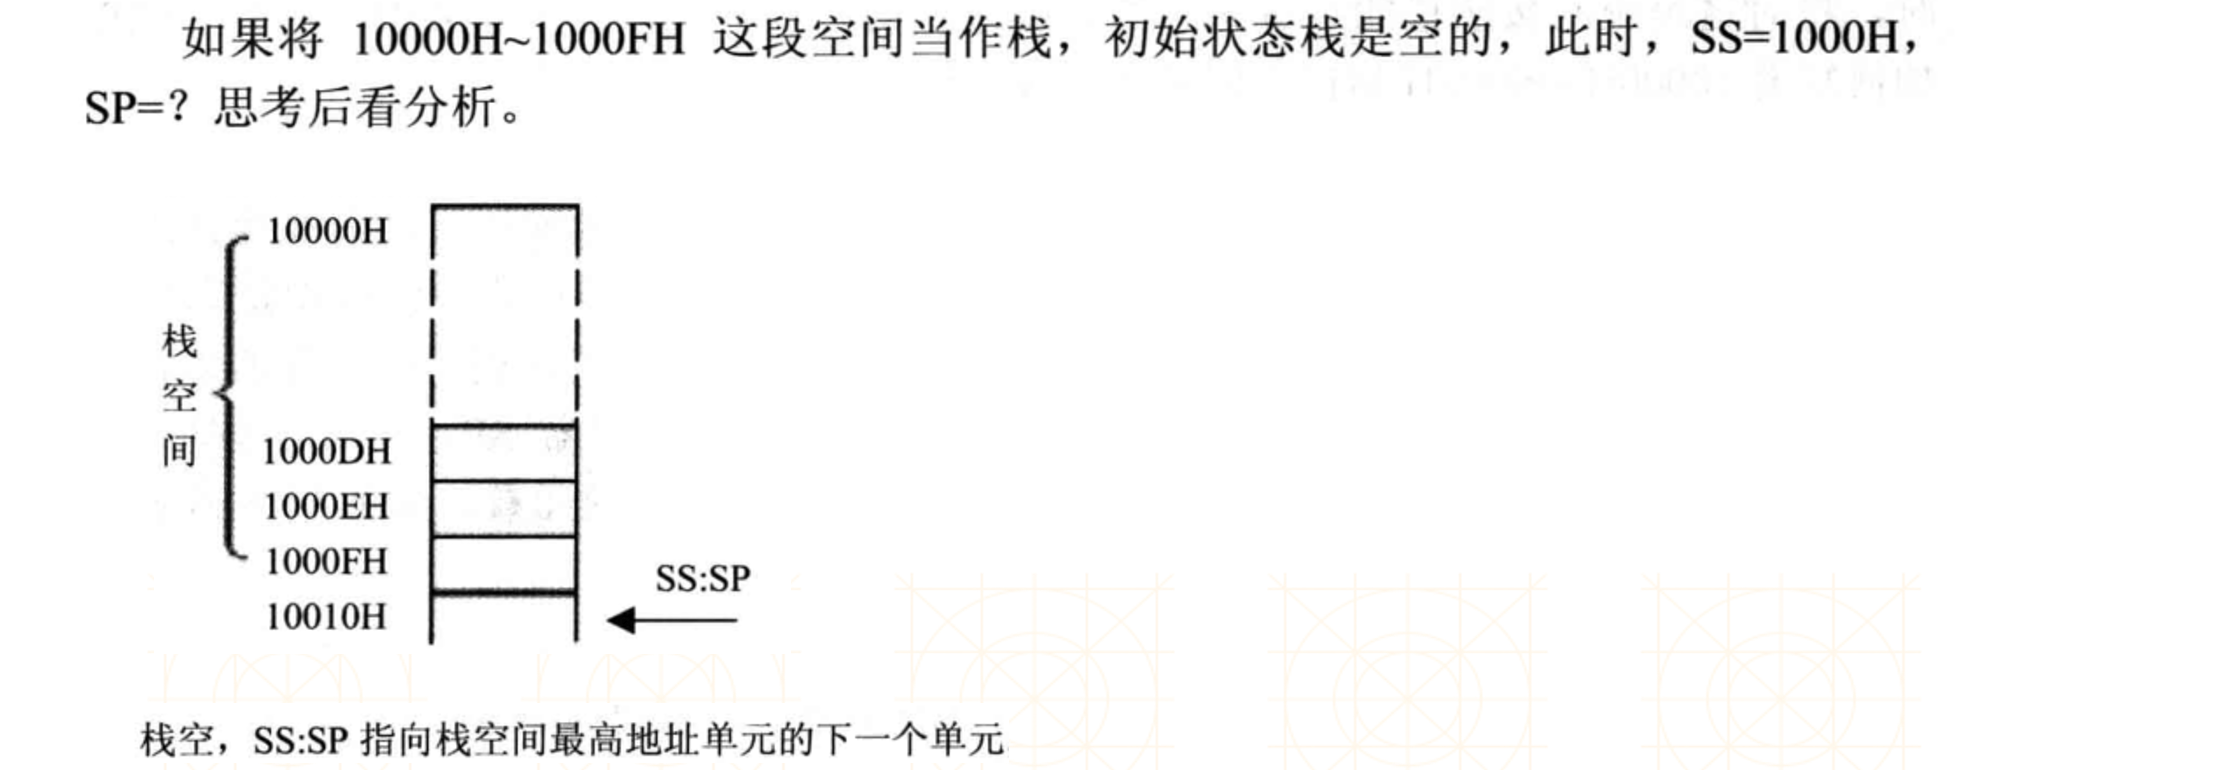 如果将 10000H~1000FH 这段空间当作栈，初始状态栈是空的，此时，SS=1000H，
SP=？思考后看分析。
10000H
栈
空
间
1000DH
1000EH
1000FH
SS:SP
10010H
栈空，SS:SP 指向栈空间最高地址单元的下一个单元